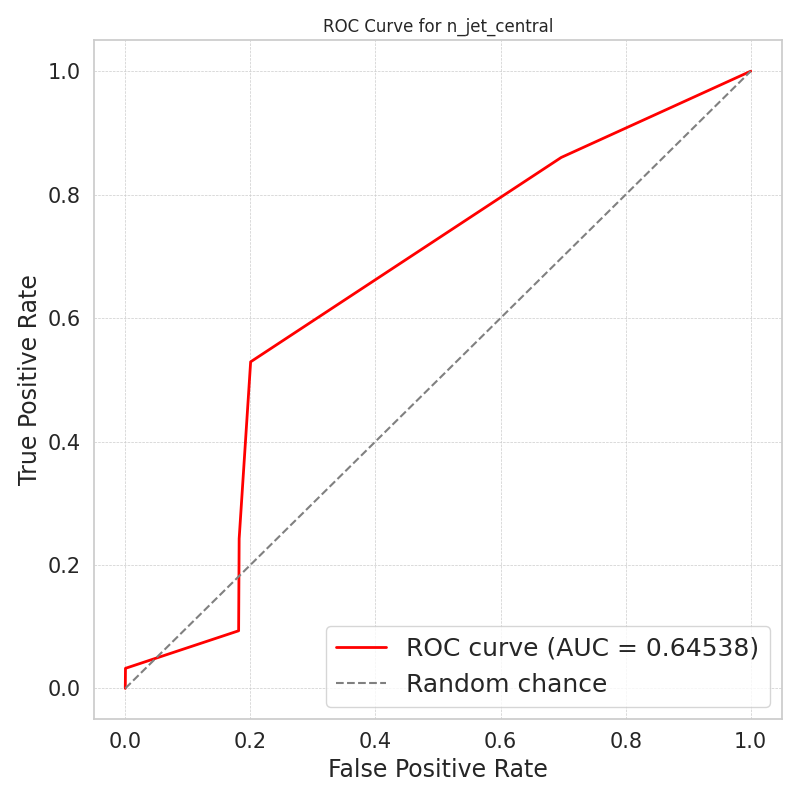 ROC Curve for n_jet_central
True Positive Rate
1.0
0.8
0.6
0.4
0.2
0.0
ROC curve (AUC = 0.64538)
Random chance
0.0 0.2 0.4 0.6 0.8 1.0
False Positive Rate